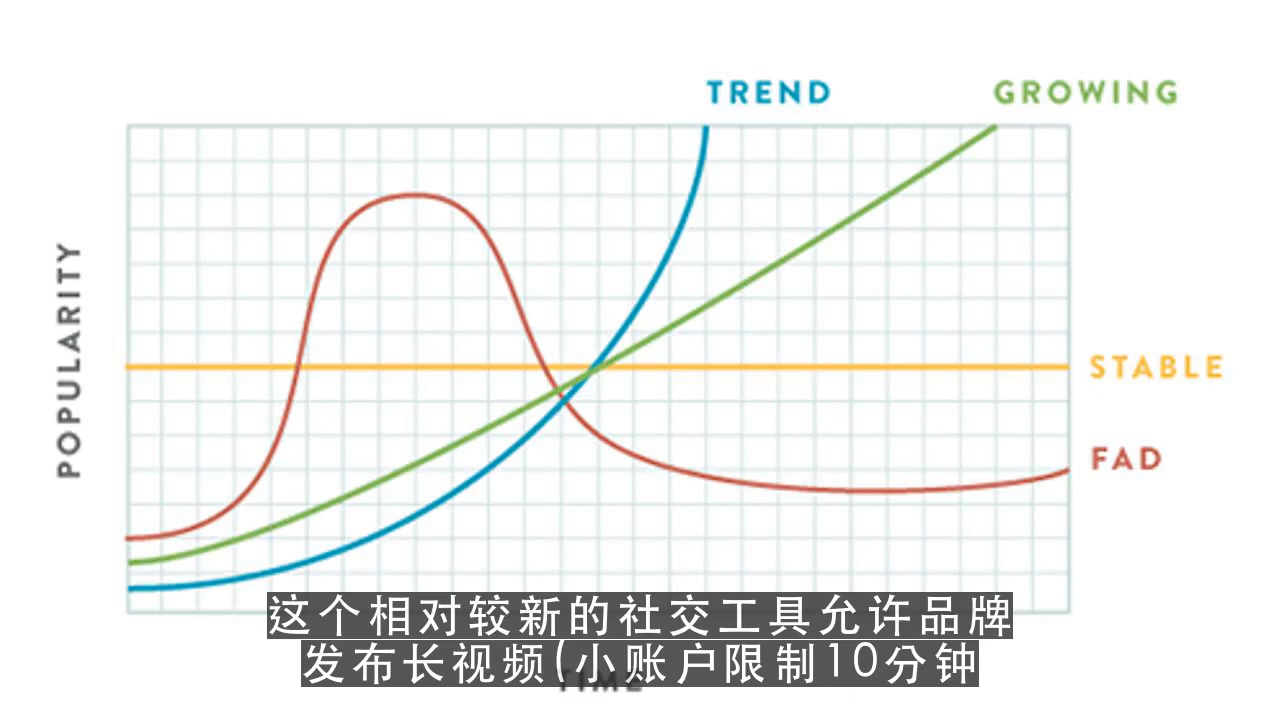 TREND
GROWING
POPULARITY
STABLE
FAD
这个相对较新的社交工具允许品牌
发布长视频(小账户限制10分钟
TIME